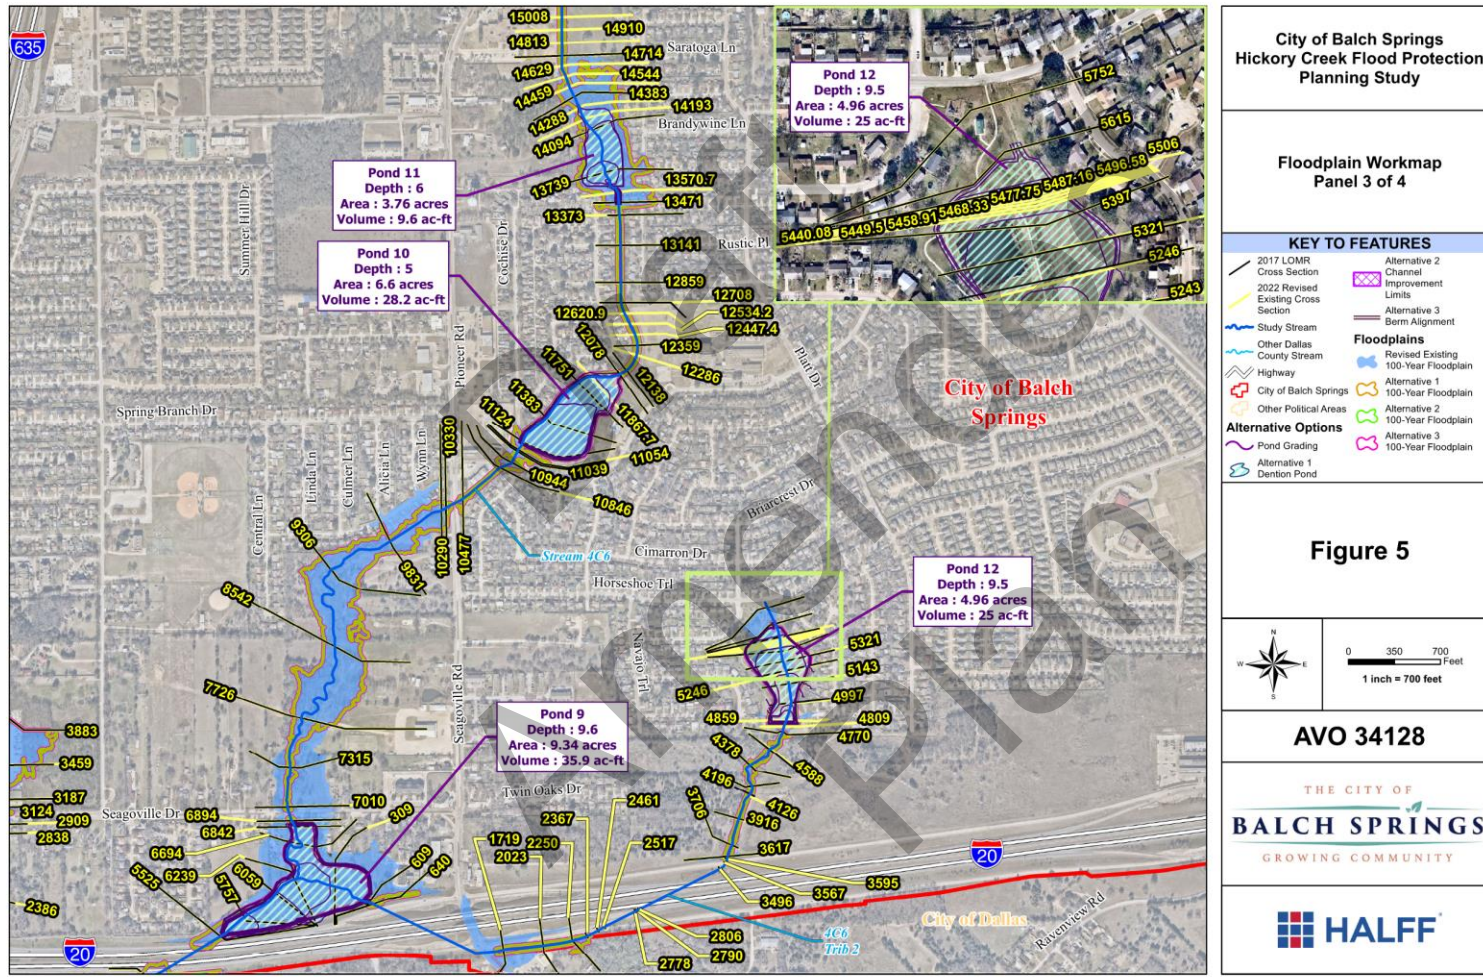 635
15008
14910
14813
14714
Saratoga Ln
14629
14544
14459
14383
14288
14193
14094
Brandywine Ln
Pond 11
Depth : 6
Area : 3.76 acres
Volume : 9.6 ac-ft
13739
13570.7
13471
13373
Summer Hill Dr
Cochise Dr
Rustic Pl
13141
Pond 10
Depth : 5
Area : 6.6 acres
Volume : 28.2 ac-ft
12859
12708
12620.9
12534.2
12447.4
12359
12286
12078
12138
11751
11867.7
11383
11124
11054
11039
10944
10846
10330
10290
10477
Pioneer Rd
Platt Dr
City of Balch
Springs
Spring Branch Dr
Central Ln
Linda Ln
Culmer Ln
Alicia Ln
Wynn Ln
9306
9831
8542
Stream 4C6
Briarcrest Dr
Cimarron Dr
Horseshoe Trl
Navajo Trl
Pond 12
Depth : 9.5
Area : 4.96 acres
Volume : 25 ac-ft
5321
5143
5246
4997
4859
4809
4770
4378
4588
4196
4126
3916
3706
3617
3595
3567
3496
7726
7315
7010
309
Seagoville Rd
Pond 9
Depth : 9.6
Area : 9.34 acres
Volume : 35.9 ac-ft
Twin Oaks Dr
Seagoville Dr
6894
6842
6694
6239
6059
5757
5525
609
640
1719
2023
2250
2367
2461
2517
2806
2790
2778
3883
3459
3187
3124
2909
2838
2386
20
20
City of Dallas
4C6
Trib 2
Ravenview Rd
Amendment
Plan
Pond 12
Depth : 9.5
Area : 4.96 acres
Volume : 25 ac-ft
5752
5615
5506
5496.58
5487.16
5477.75
5468.33
5458.91
5449.5
5440.08
5397
5321
5246
5243
City of Balch Springs
Hickory Creek Flood Protection
Planning Study
Floodplain Workmap
Panel 3 of 4
KEY TO FEATURES
2017 LOMR
Cross Section
2022 Revised
Existing Cross
Section
Study Stream
Other Dallas
County Stream
Highway
City of Balch Springs
Other Political Areas
Alternative Options
Pond Grading
Alternative 1
Dention Pond
Alternative 2
Channel
Improvement
Limits
Alternative 3
Berm Alignment
Floodplains
Revised Existing
100-Year Floodplain
Alternative 1
100-Year Floodplain
Alternative 2
100-Year Floodplain
Alternative 3
100-Year Floodplain
Figure 5
N
W
E
S
0 350 700
Feet
1 inch = 700 feet
AVO 34128
THE CITY OF
BALCH SPRINGS
GROWING COMMUNITY
HALFF